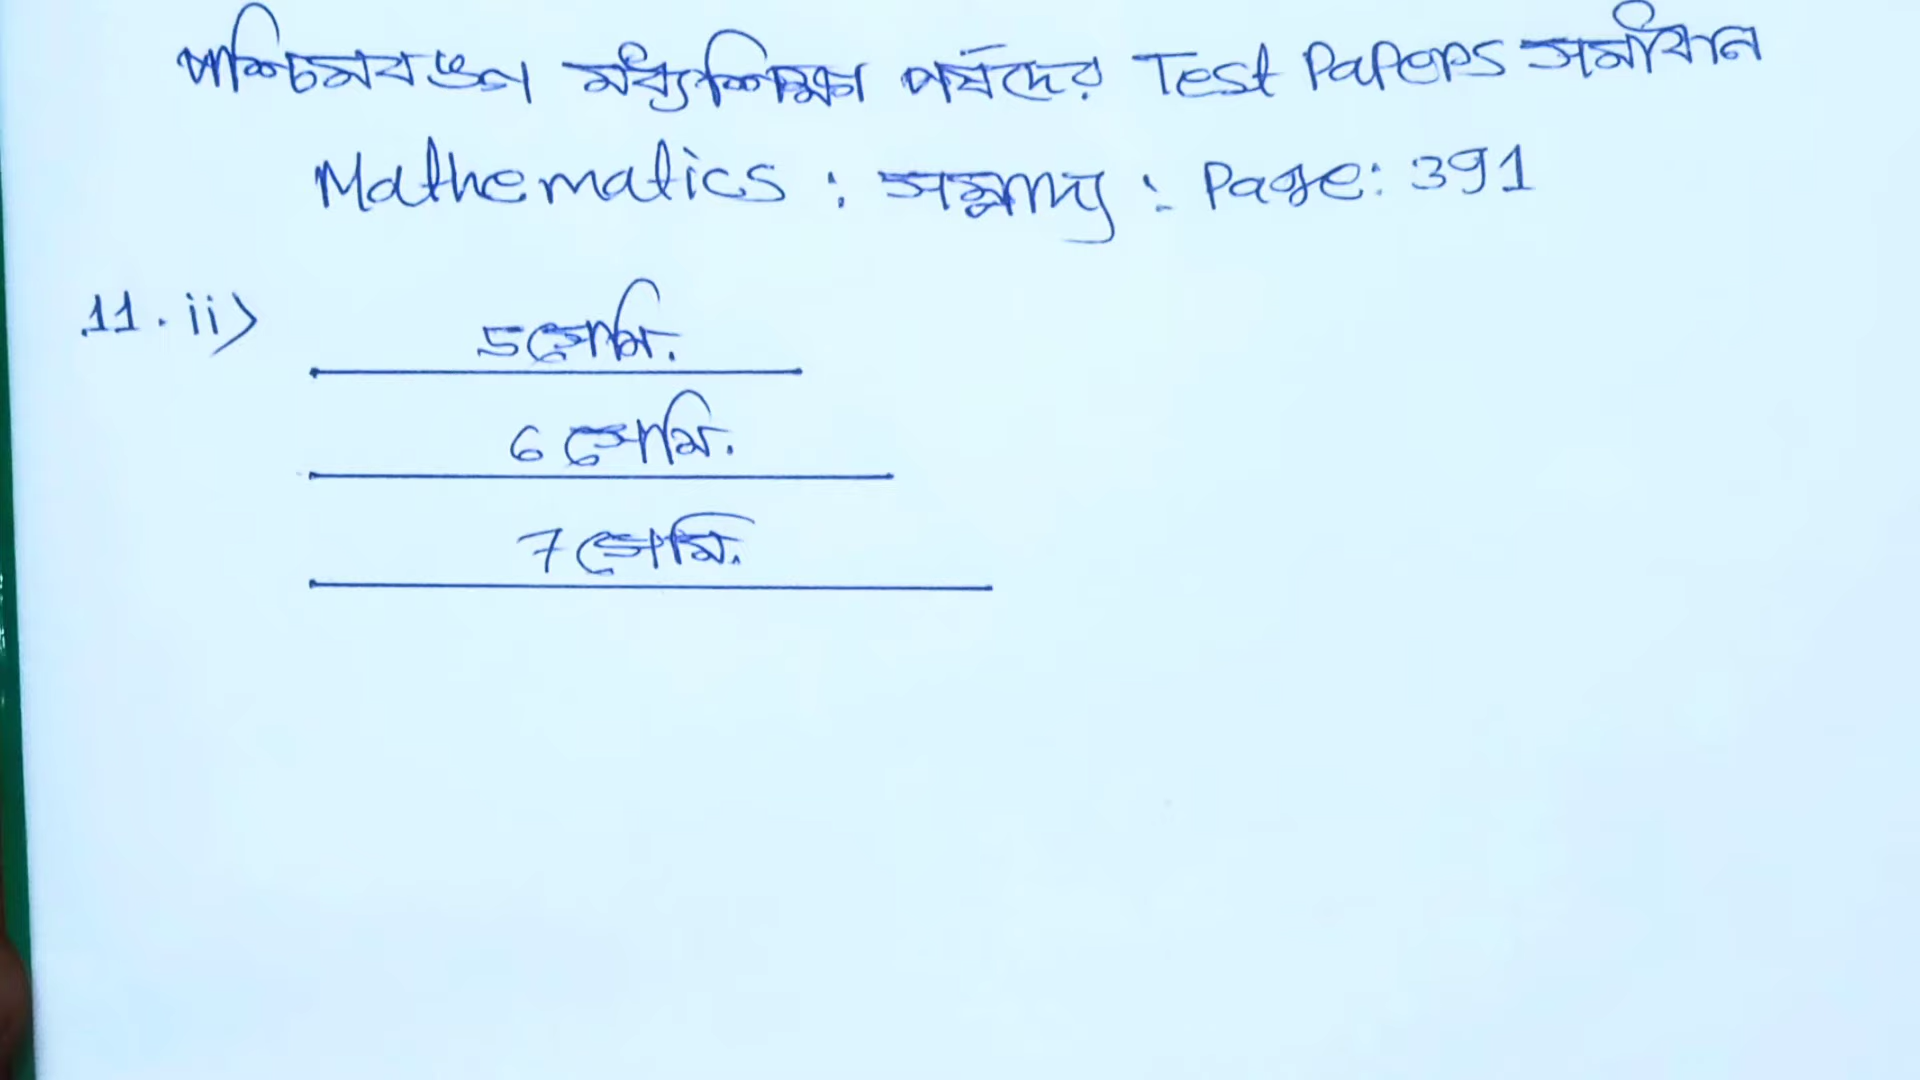 পশ্চিমবঙ্গ মধ্যশিক্ষা পর্ষদের Test Papers সমাধান
Mathematics : সম্পাদ্য : Page: 391
11. ii>
5 সেমি.
6 সেমি.
7 সেমি.